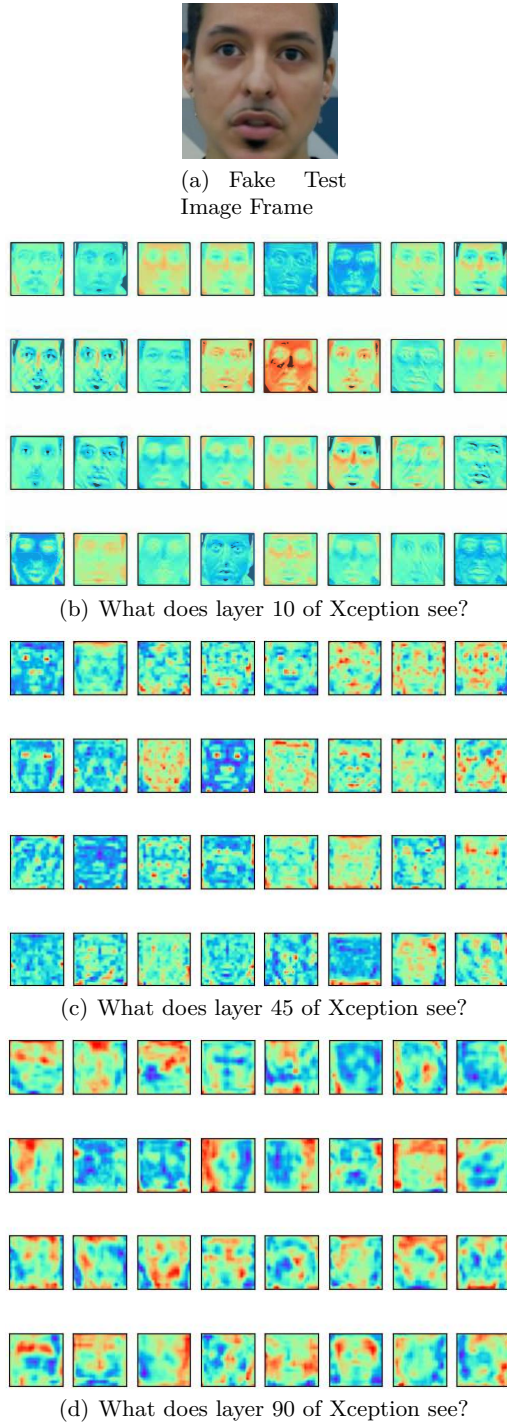 (a) Fake Test
Image Frame
(b) What does layer 10 of Xception see?
(c) What does layer 45 of Xception see?
(d) What does layer 90 of Xception see?